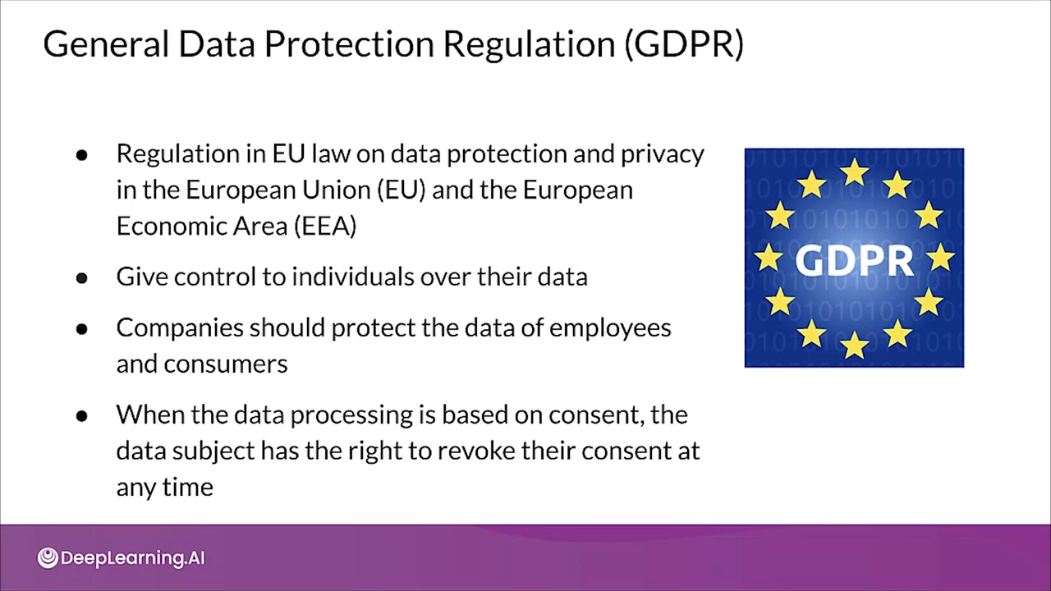 General Data Protection Regulation (GDPR)
● Regulation in EU law on data protection and privacy
in the European Union (EU) and the European
Economic Area (EEA)
● Give control to individuals over their data
● Companies should protect the data of employees
and consumers
● When the data processing is based on consent, the
data subject has the right to revoke their consent at
any time
GDPR
DeepLearning.AI